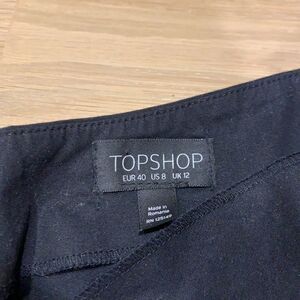 TOPSHOP
EUR 40 US 8 UK 12
Made in
Romania